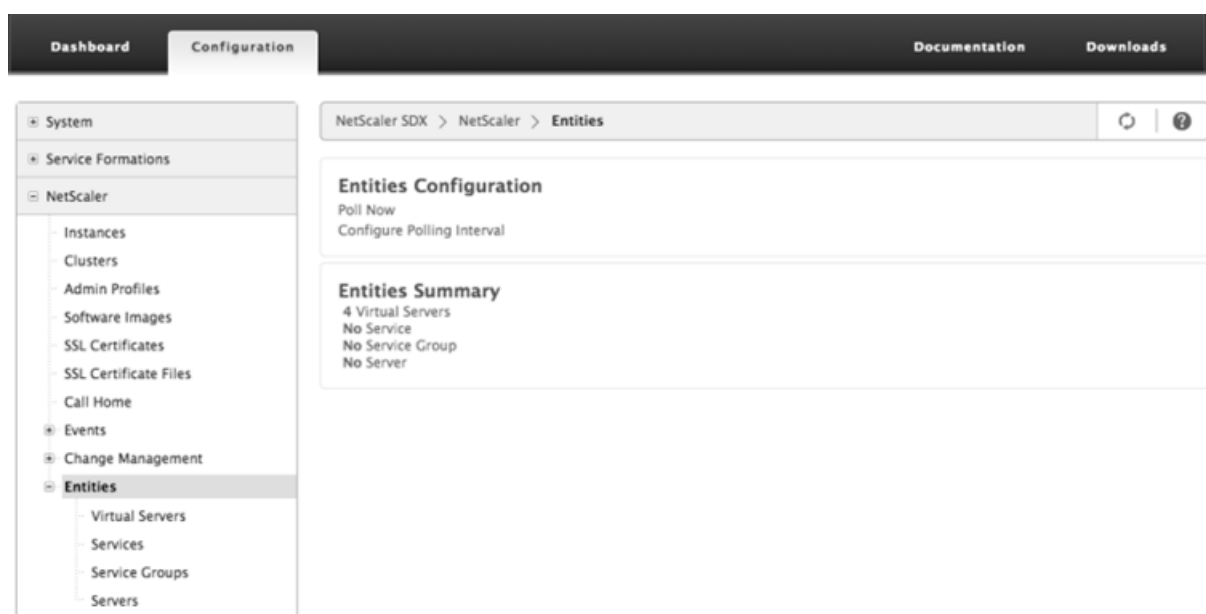 Dashboard
Configuration
Documentation
Downloads
System
Service Formations
NetScaler
Instances
Clusters
Admin Profiles
Software Images
SSL Certificates
SSL Certificate Files
Call Home
Events
Change Management
Entities
Virtual Servers
Services
Service Groups
Servers
NetScaler SDX > NetScaler > Entities
Entities Configuration
Poll Now
Configure Polling Interval
Entities Summary
4 Virtual Servers
No Service
No Service Group
No Server